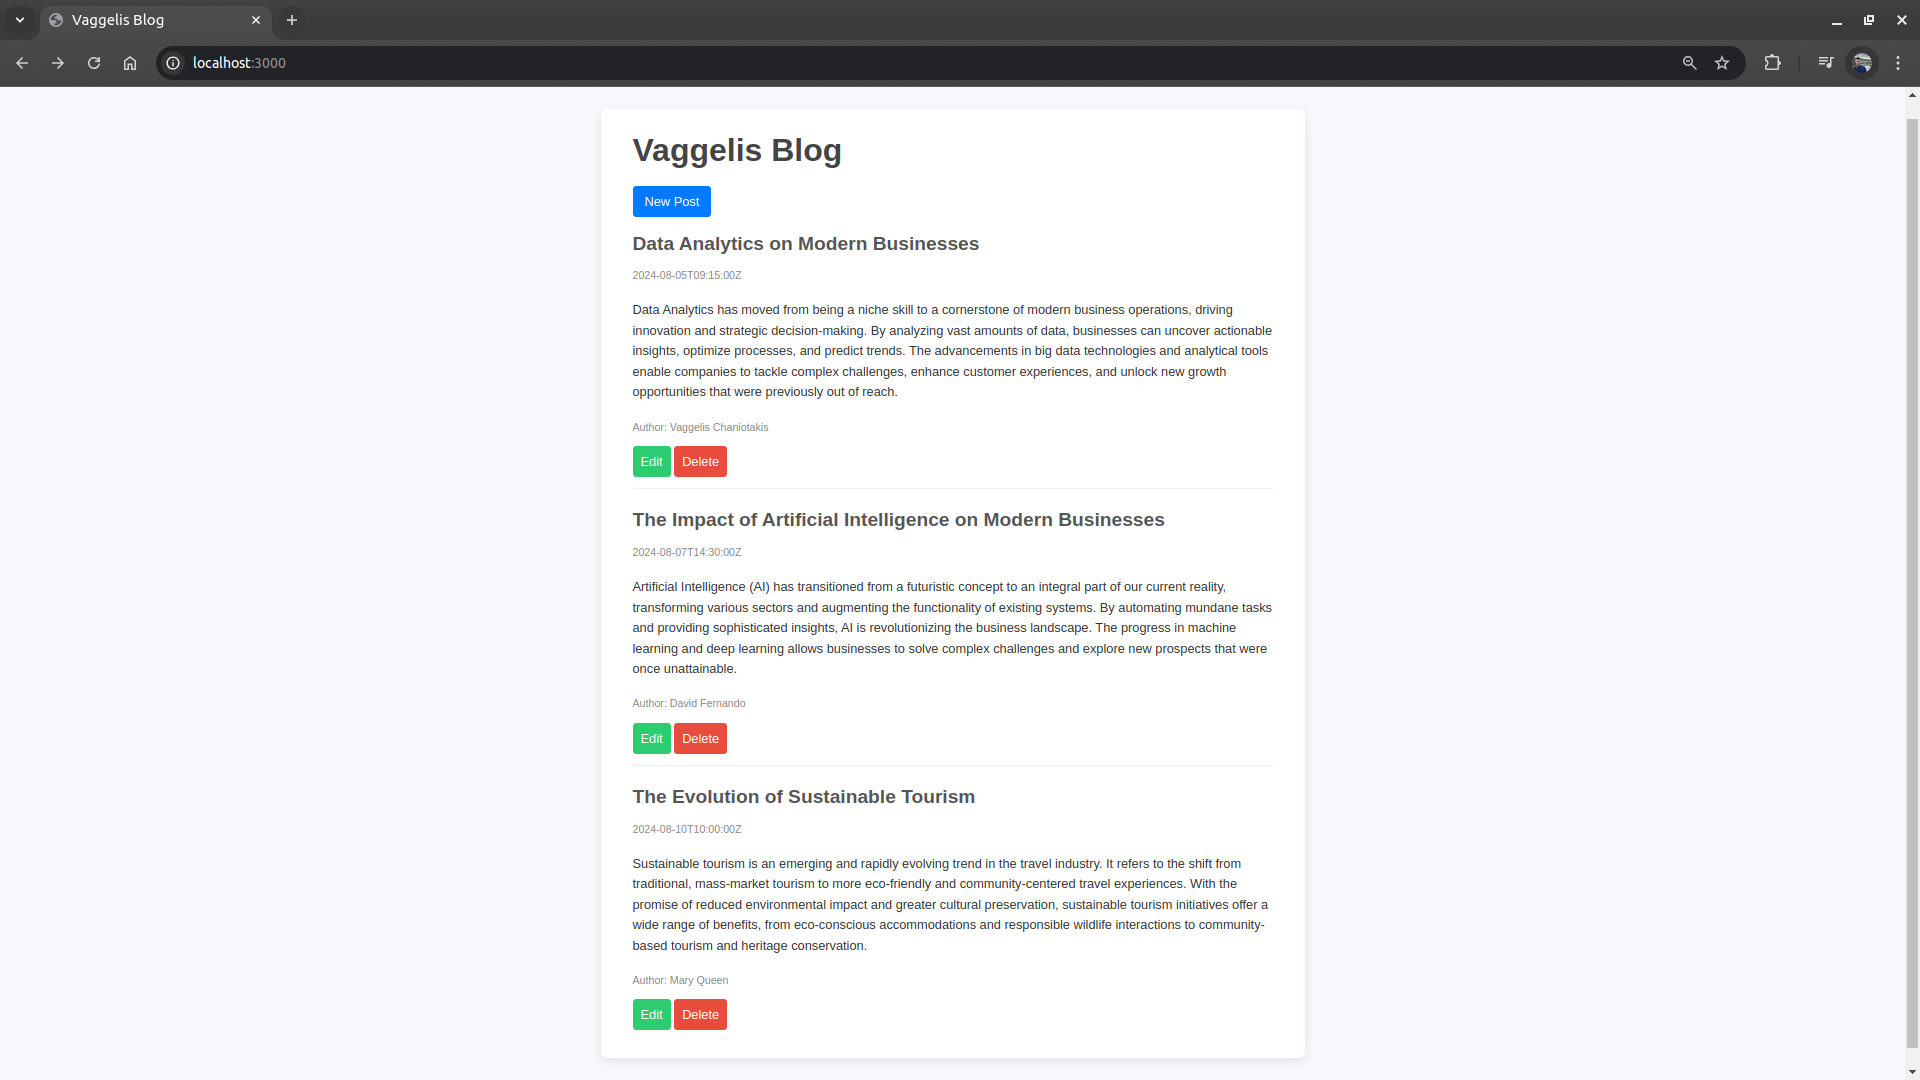 Vaggelis Blog
localhost:3000
Vaggelis Blog
New Post
Data Analytics on Modern Businesses
2024-08-05T09:15:00Z
Data Analytics has moved from being a niche skill to a cornerstone of modern business operations, driving
innovation and strategic decision-making. By analyzing vast amounts of data, businesses can uncover actionable
insights, optimize processes, and predict trends. The advancements in big data technologies and analytical tools
enable companies to tackle complex challenges, enhance customer experiences, and unlock new growth
opportunities that were previously out of reach.
Author: Vaggelis Chaniotakis
Edit Delete
The Impact of Artificial Intelligence on Modern Businesses
2024-08-07T14:30:00Z
Artificial Intelligence (AI) has transitioned from a futuristic concept to an integral part of our current reality,
transforming various sectors and augmenting the functionality of existing systems. By automating mundane tasks
and providing sophisticated insights, AI is revolutionizing the business landscape. The progress in machine
learning and deep learning allows businesses to solve complex challenges and explore new prospects that were
once unattainable.
Author: David Fernando
Edit Delete
The Evolution of Sustainable Tourism
2024-08-10T10:00:00Z
Sustainable tourism is an emerging and rapidly evolving trend in the travel industry. It refers to the shift from
traditional, mass-market tourism to more eco-friendly and community-centered travel experiences. With the
promise of reduced environmental impact and greater cultural preservation, sustainable tourism initiatives offer a
wide range of benefits, from eco-conscious accommodations and responsible wildlife interactions to community-
based tourism and heritage conservation.
Author: Mary Queen
Edit Delete